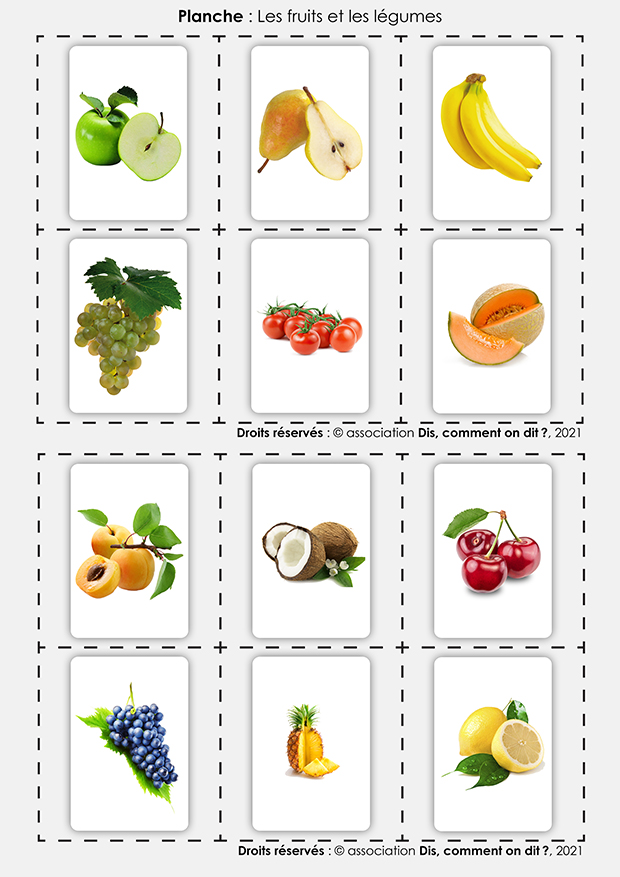 Planche : Les fruits et les légumes
Droits réservés : © association Dis, comment on dit ?, 2021
Droits réservés : © association Dis, comment on dit ?, 2021